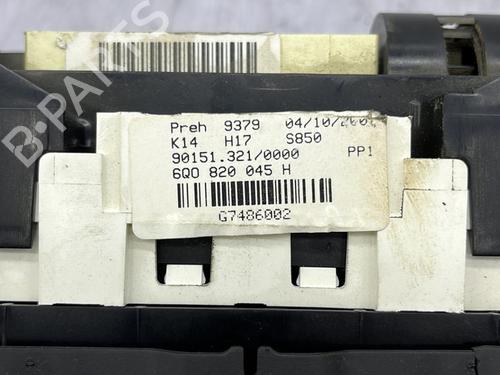 B-Parts
Preh 9379 04/10/200
K14 H17 S850
90151.321/0000 PP1
6Q0 820 045 H
G7486002